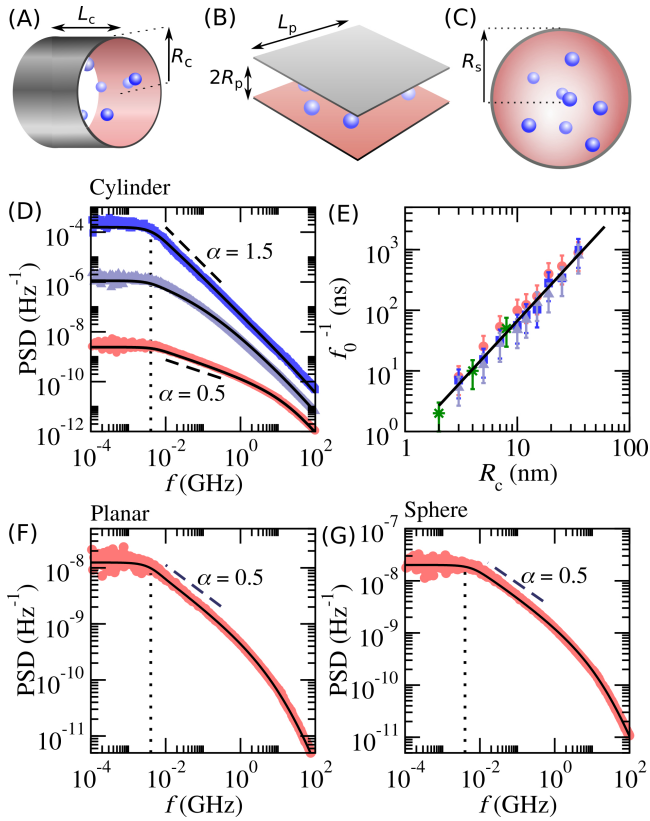 (A)
L_c
R_c
(B)
L_p
2R_p
(C)
R_s
Cylinder
(D)
PSD (Hz^-1)
10^-4
10^-6
10^-8
10^-10
10^-12
α = 1.5
α = 0.5
10^-4 10^-2 10^0 10^2
f (GHz)
(E)
f_0^-1 (ns)
10^3
10^2
10^1
10^0
1 10 100
R_c (nm)
Planar
(F)
PSD (Hz^-1)
10^-8
10^-9
10^-10
10^-11
α = 0.5
10^-4 10^-2 10^0 10^2
f (GHz)
Sphere
(G)
PSD (Hz^-1)
10^-7
10^-8
10^-9
10^-10
10^-11
α = 0.5
10^-4 10^-2 10^0 10^2
f (GHz)